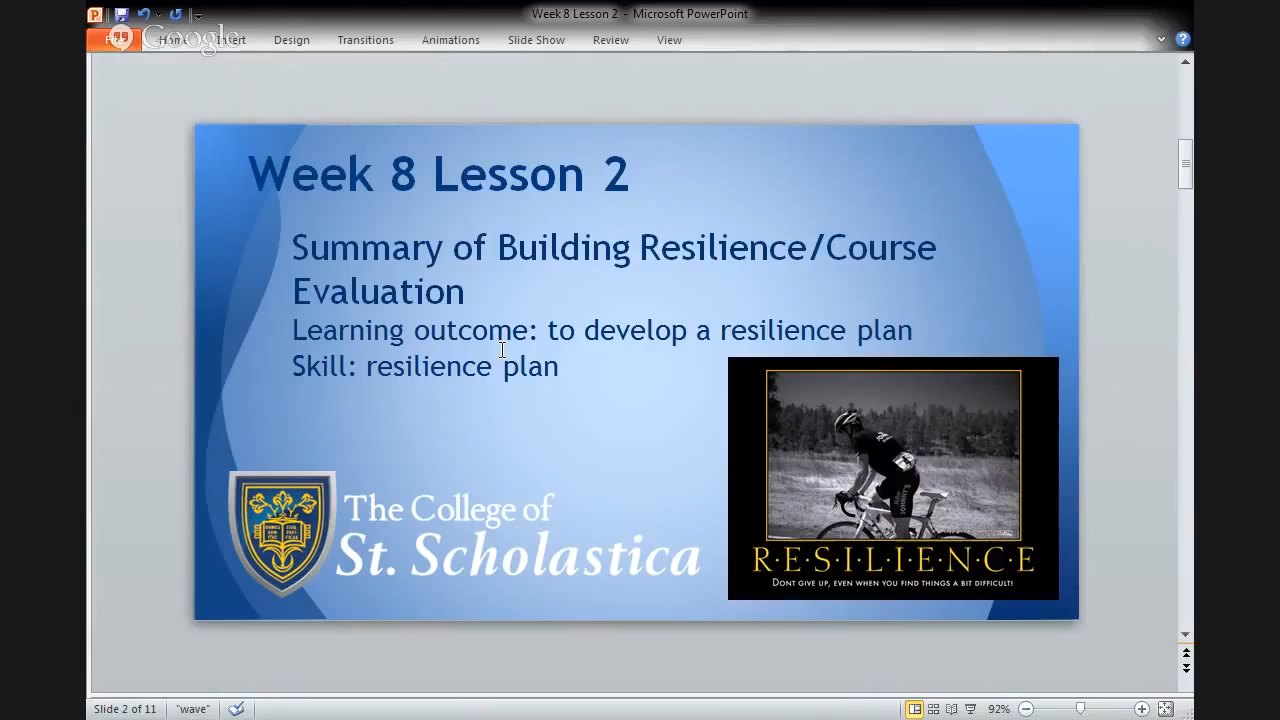 Week 8 Lesson 2 - Microsoft PowerPoint
Google
Design Transitions Animations Slide Show Review View
Week 8 Lesson 2
Summary of Building Resilience/Course
Evaluation
Learning outcome: to develop a resilience plan
Skill: resilience plan
The College of
St. Scholastica
R·E·S·I·L·I·E·N·C·E
DONT GIVE UP, EVEN WHEN YOU FIND THINGS A BIT DIFFICULT!
Slide 2 of 11 "wave" 92%